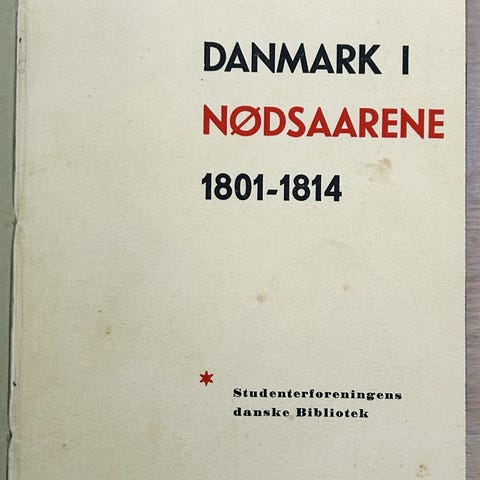 DANMARK I
NØDSAARENE
1801-1814
Studenterforeningens
danske Bibliotek